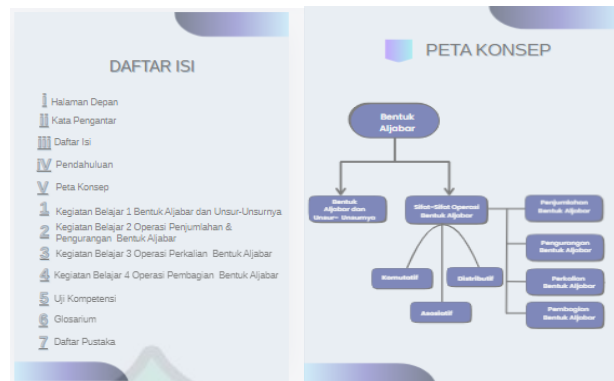 DAFTAR ISI
i Halaman Depan
ii Kata Pengantar
iii Daftar Isi
iV Pendahuluan
V Peta Konsep
1 Kegiatan Belajar 1 Bentuk Aljabar dan Unsur-Unsurnya
2 Kegiatan Belajar 2 Operasi Penjumlahan &
Pengurangan Bentuk Aljabar
3 Kegiatan Belajar 3 Operasi Perkalian Bentuk Aljabar
4 Kegiatan Belajar 4 Operasi Pembagian Bentuk Aljabar
5 Uji Kompetensi
6 Glosarium
7 Daftar Pustaka
PETA KONSEP
Bentuk
Aljabar
Bentuk
Aljabar dan
Unsur- Unsurnya
Sifat-Sifat Operasi
Bentuk Aljabar
Komutatif
Assosiatif
Distributif
Penjumlahan
Bentuk Aljabar
Pengurangan
Bentuk Aljabar
Perkalian
Bentuk Aljabar
Pembagian
Bentuk Aljabar